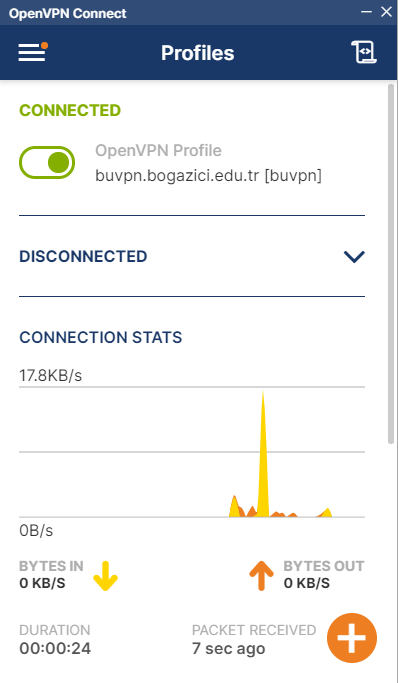 OpenVPN Connect
Profiles
CONNECTED
OpenVPN Profile
buvpn.bogazici.edu.tr [buvpn]
DISCONNECTED
CONNECTION STATS
17.8KB/s
0B/s
BYTES IN
0 KB/S
BYTES OUT
0 KB/S
DURATION
00:00:24
PACKET RECEIVED
7 sec ago